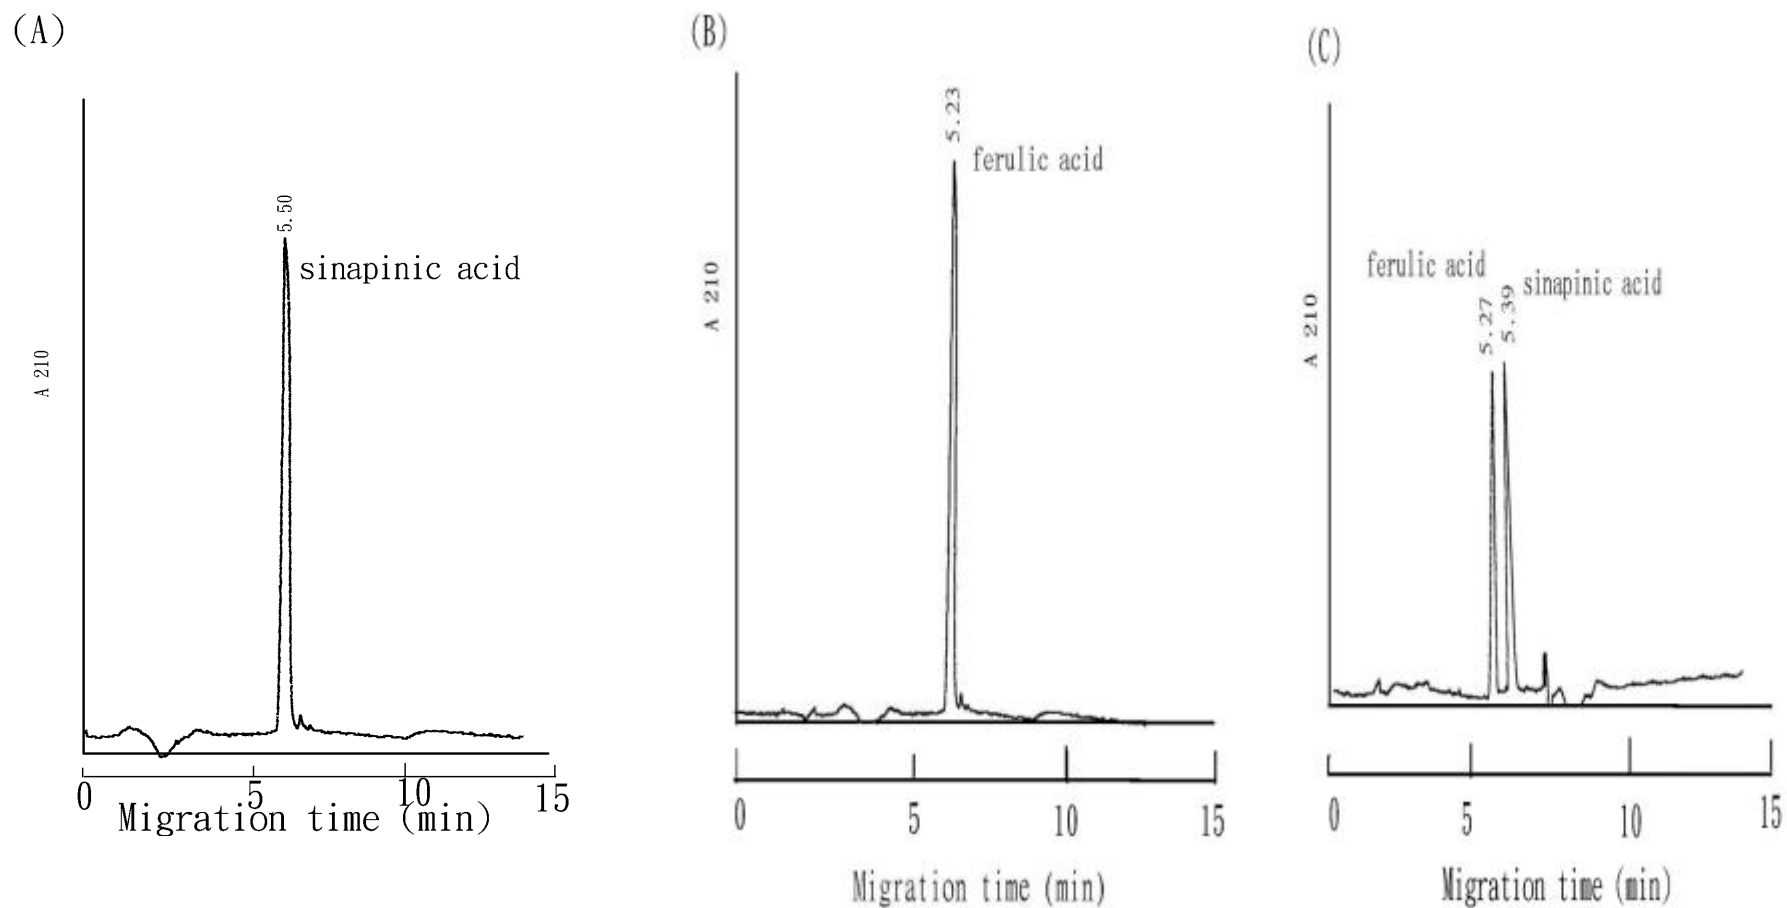 (A)
5.50
sinapinic acid
A 210
0 5 10 15
Migration time (min)
(B)
5.23
ferulic acid
A 210
0 5 10 15
Migration time (min)
(C)
ferulic acid
sinapinic acid
5.27
5.39
A 210
0 5 10 15
Migration time (min)